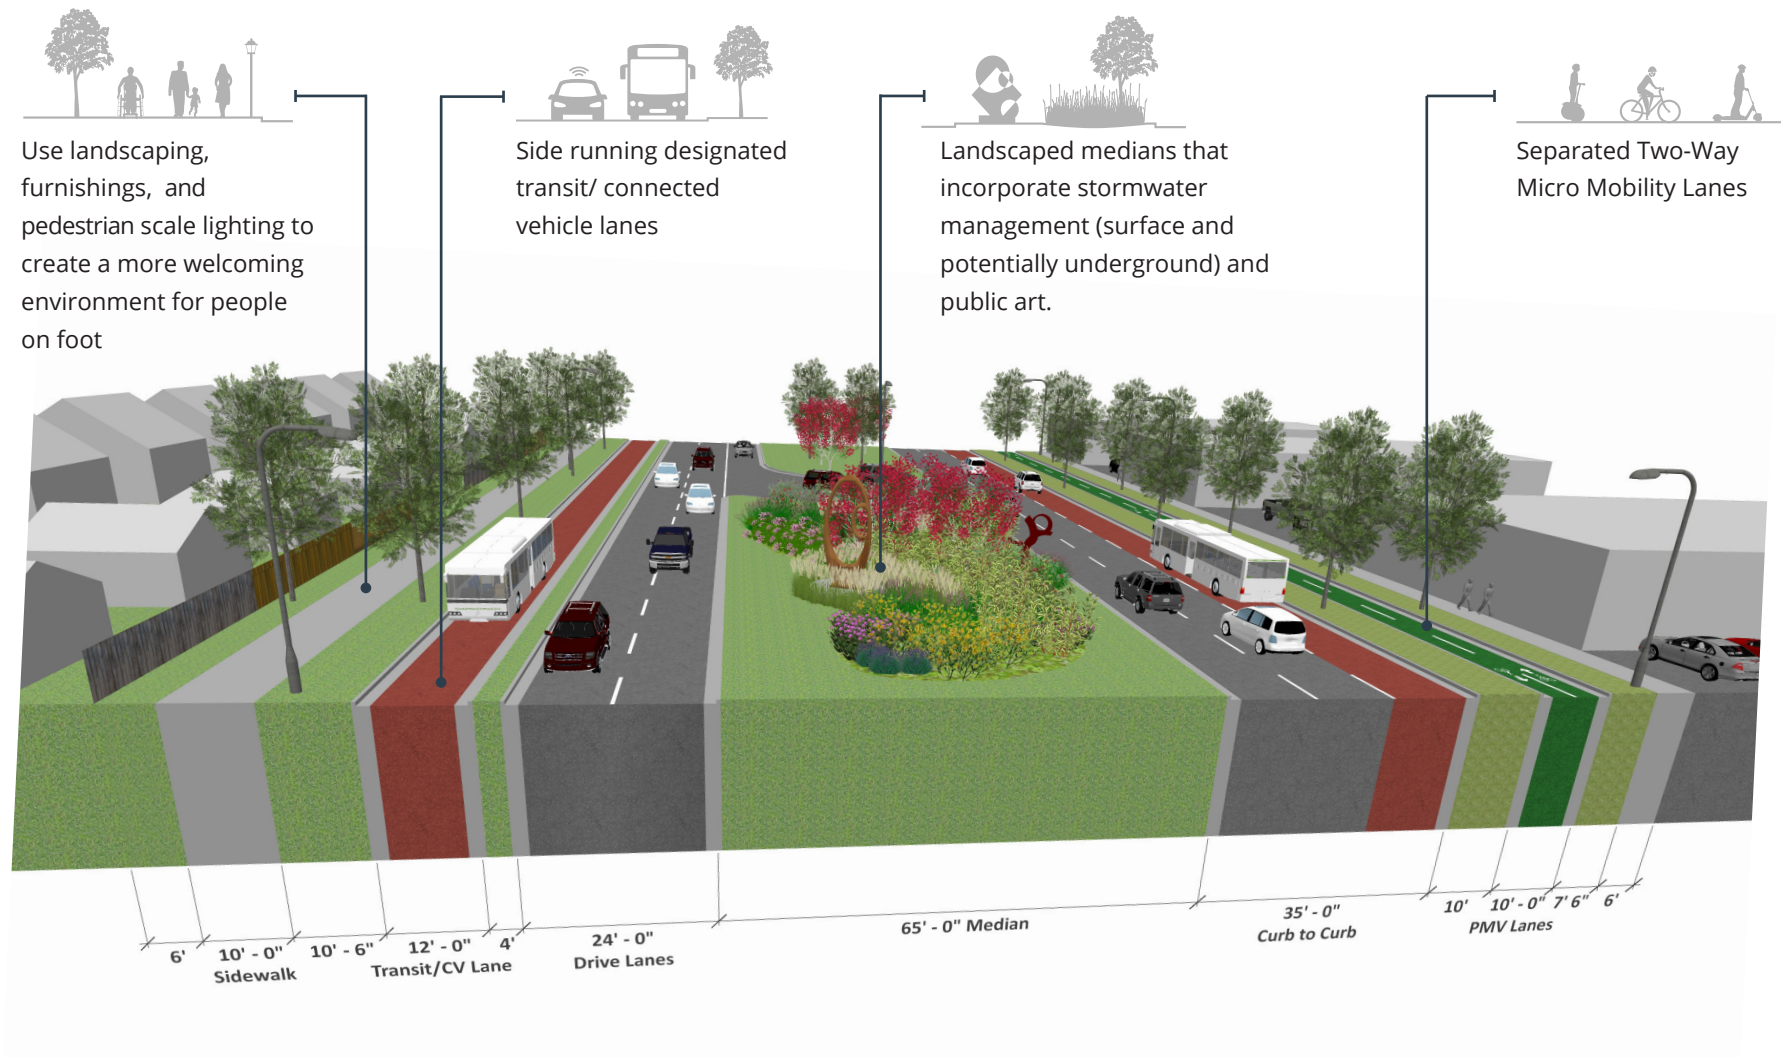 Use landscaping,
furnishings, and
pedestrian scale lighting to
create a more welcoming
environment for people
on foot
Side running designated
transit/ connected
vehicle lanes
Landscaped medians that
incorporate stormwater
management (surface and
potentially underground) and
public art.
Separated Two-Way
Micro Mobility Lanes
6'
10' - 0"
Sidewalk
10' - 6"
12' - 0"
Transit/CV Lane
4'
24' - 0"
Drive Lanes
65' - 0" Median
35' - 0"
Curb to Curb
10'
10' - 0"
PMV Lanes
7' 6"
6'